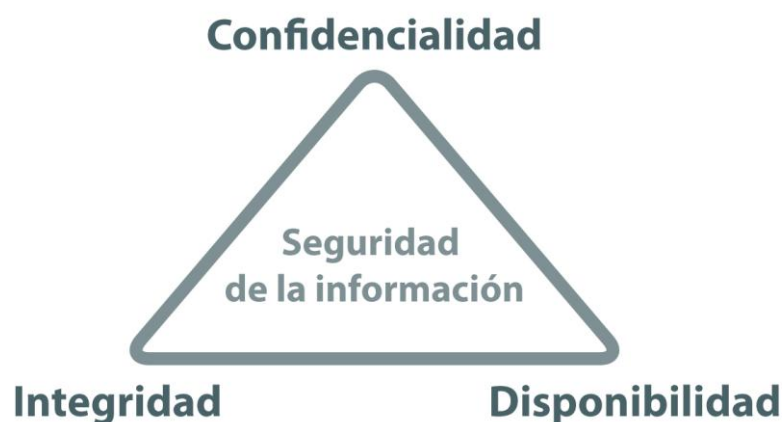 Confidencialidad
Seguridad
de la información
Integridad
Disponibilidad